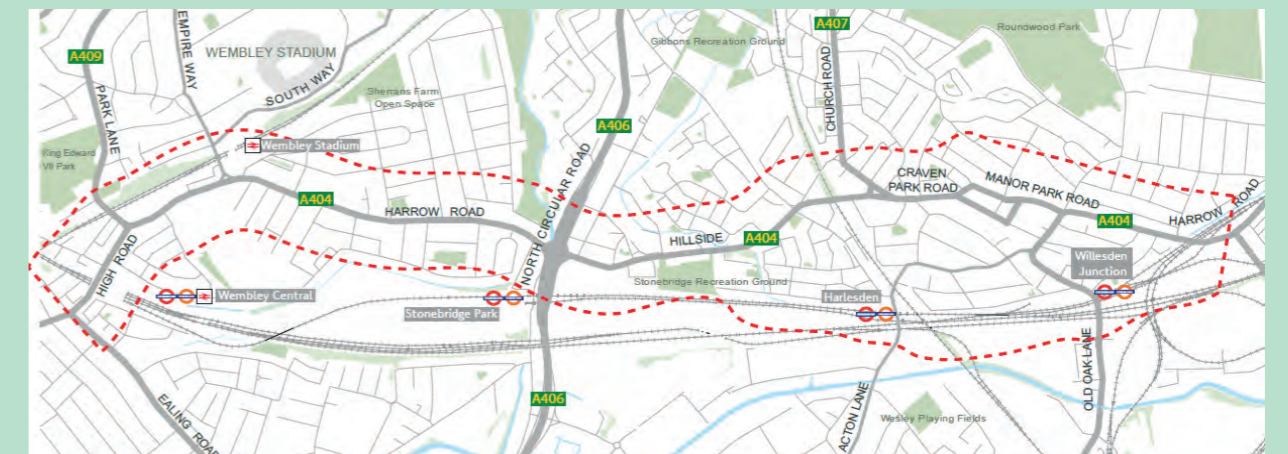 A409
EMPIRE WAY
WEMBLEY STADIUM
SOUTH WAY
PARK LANE
Sherrans Farm
Open Space
King Edward
VII Park
Wembley Stadium
A404
HARROW ROAD
HIGH ROAD
Wembley Central
EALING ROAD
Stonebridge Park
NORTH CIRCULAR ROAD
A406
A406
Gibbons Recreation Ground
A407
CHURCH ROAD
Roundwood Park
CRAVEN
PARK ROAD
MANOR PARK ROAD
A404
HARROW ROAD
HILLSIDE
A404
Stonebridge Recreation Ground
Harlesden
Willesden
Junction
ACTON LANE
OLD OAK LANE
Wesley Playing Fields